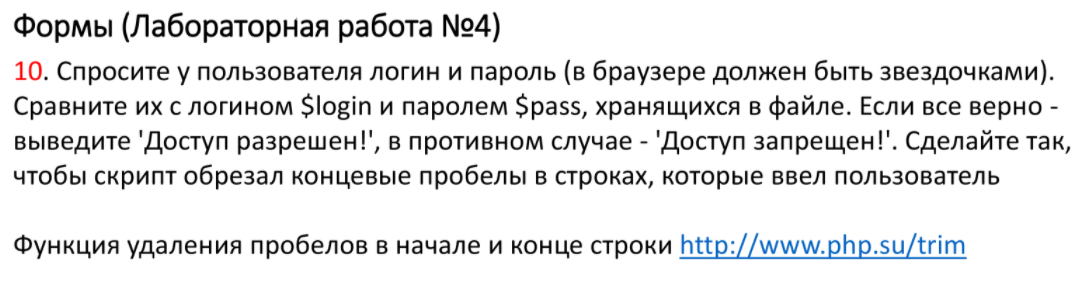 Формы (Лабораторная работа №4)
10. Спросите у пользователя логин и пароль (в браузере должен быть звездочками).
Сравните их с логином $login и паролем $pass, хранящихся в файле. Если все верно -
выведите 'Доступ разрешен!', в противном случае - 'Доступ запрещен!'. Сделайте так,
чтобы скрипт обрезал концевые пробелы в строках, которые ввел пользователь
Функция удаления пробелов в начале и конце строки http://www.php.su/trim